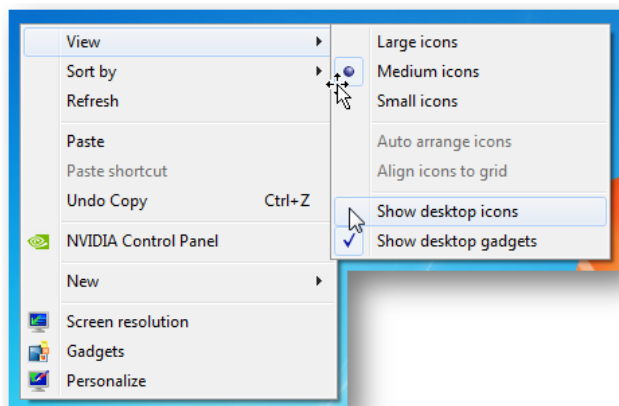 View
Sort by
Refresh
Paste
Paste shortcut
Undo Copy Ctrl+Z
NVIDIA Control Panel
New
Screen resolution
Gadgets
Personalize
Large icons
Medium icons
Small icons
Auto arrange icons
Align icons to grid
Show desktop icons
Show desktop gadgets